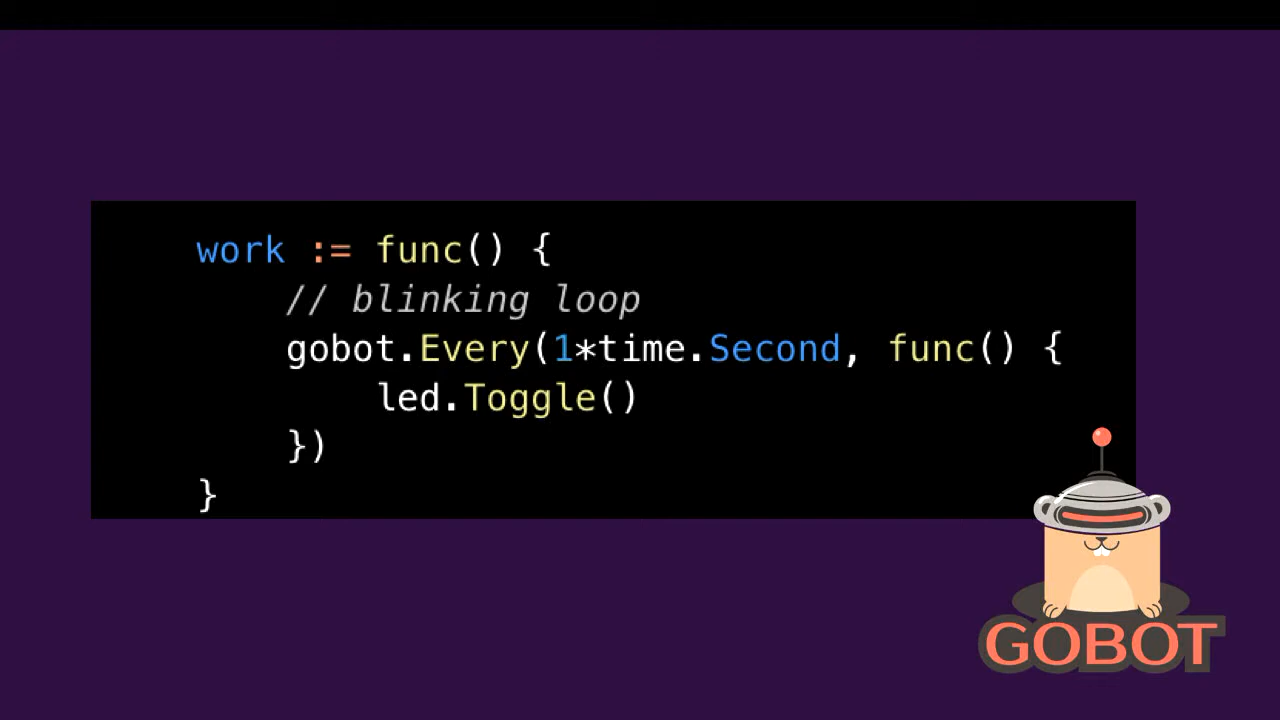 work := func() {
// blinking loop
gobot.Every(1*time.Second, func() {
led.Toggle()
})
}
GOBOT